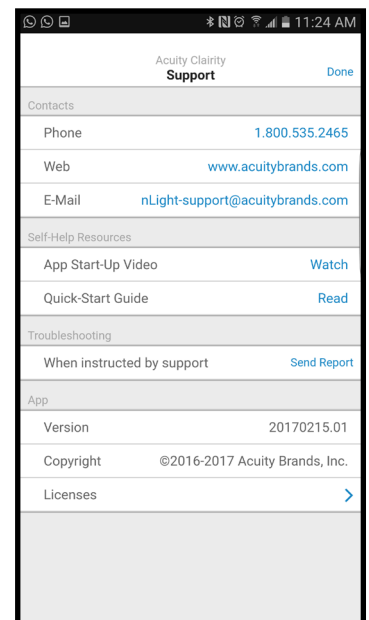 11:24 AM
Acuity Clairity
Support
Done
Contacts
Phone 1.800.535.2465
Web www.acuitybrands.com
E-Mail nLight-support@acuitybrands.com
Self-Help Resources
App Start-Up Video Watch
Quick-Start Guide Read
Troubleshooting
When instructed by support Send Report
App
Version 20170215.01
Copyright ©2016-2017 Acuity Brands, Inc.
Licenses